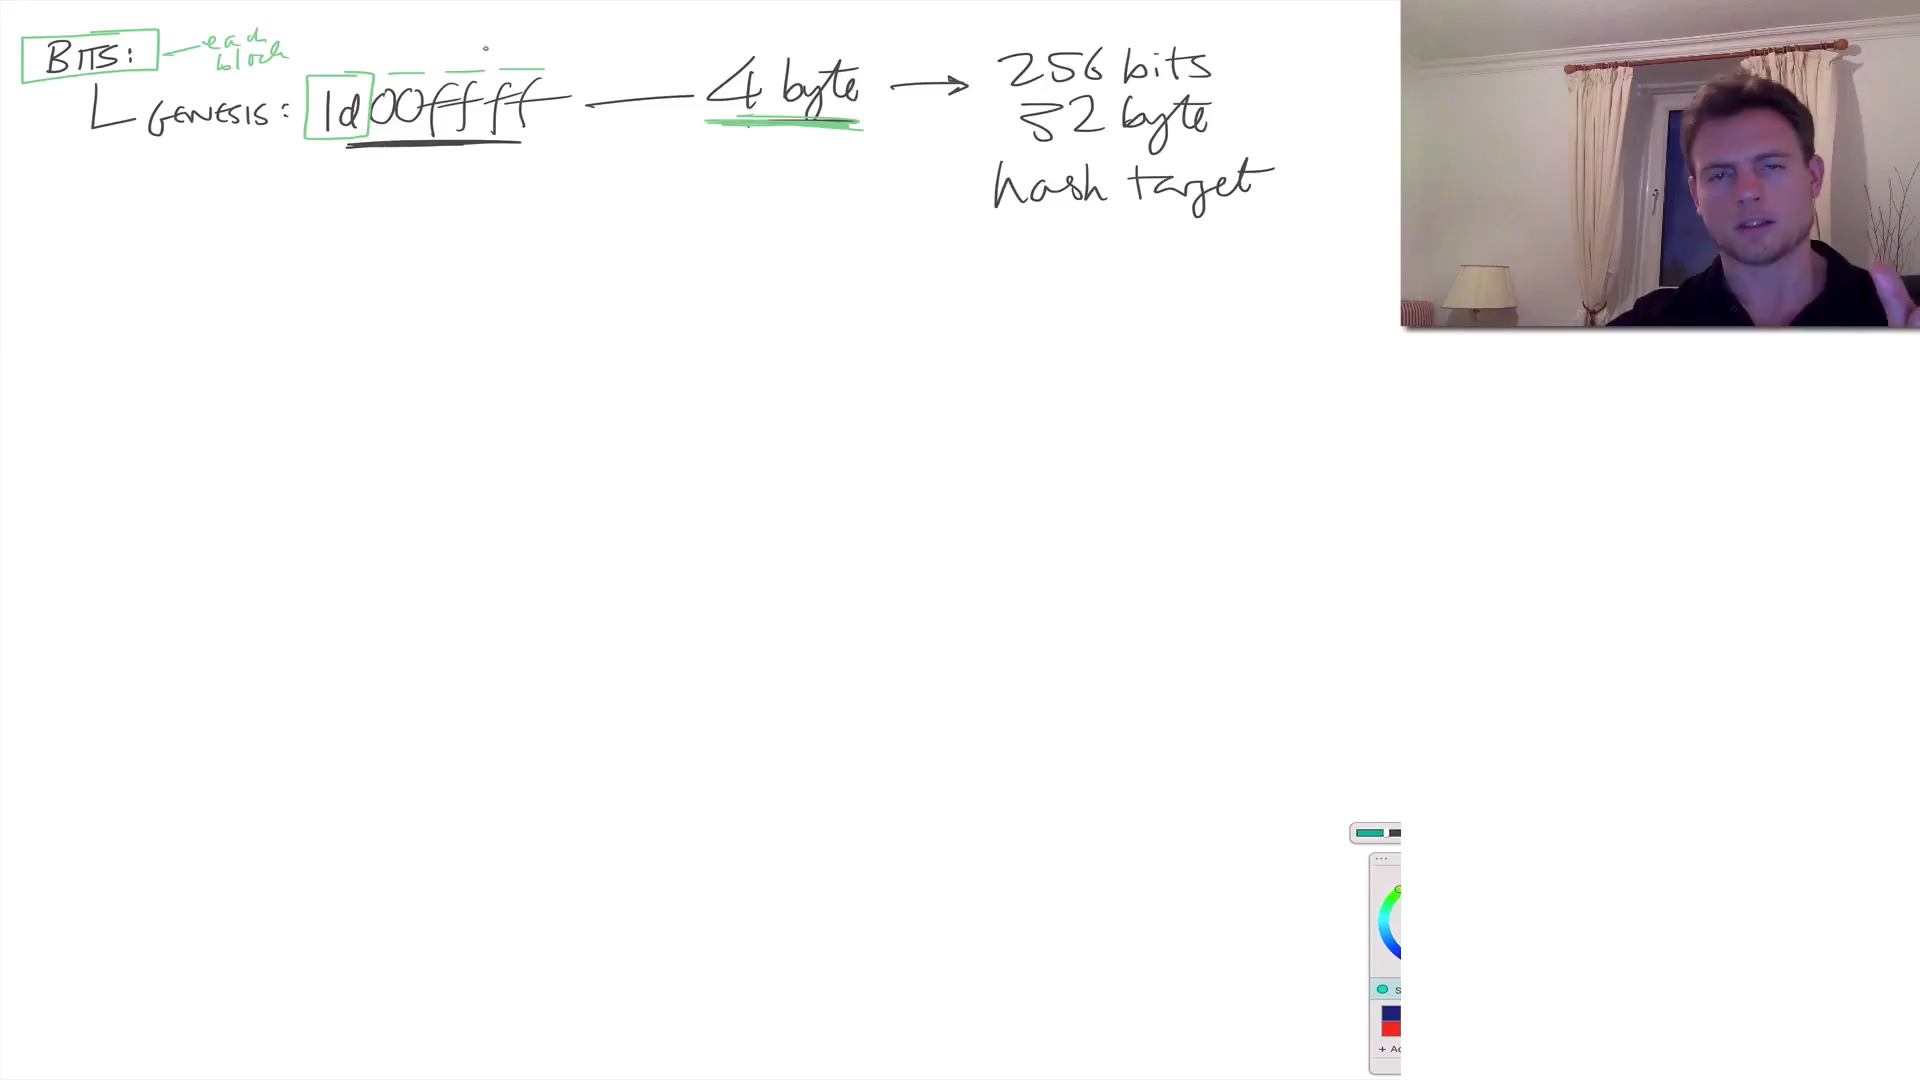 BITS:
each
block
GENESIS: 1d00ffff
4 byte
256 bits
32 byte
hash target